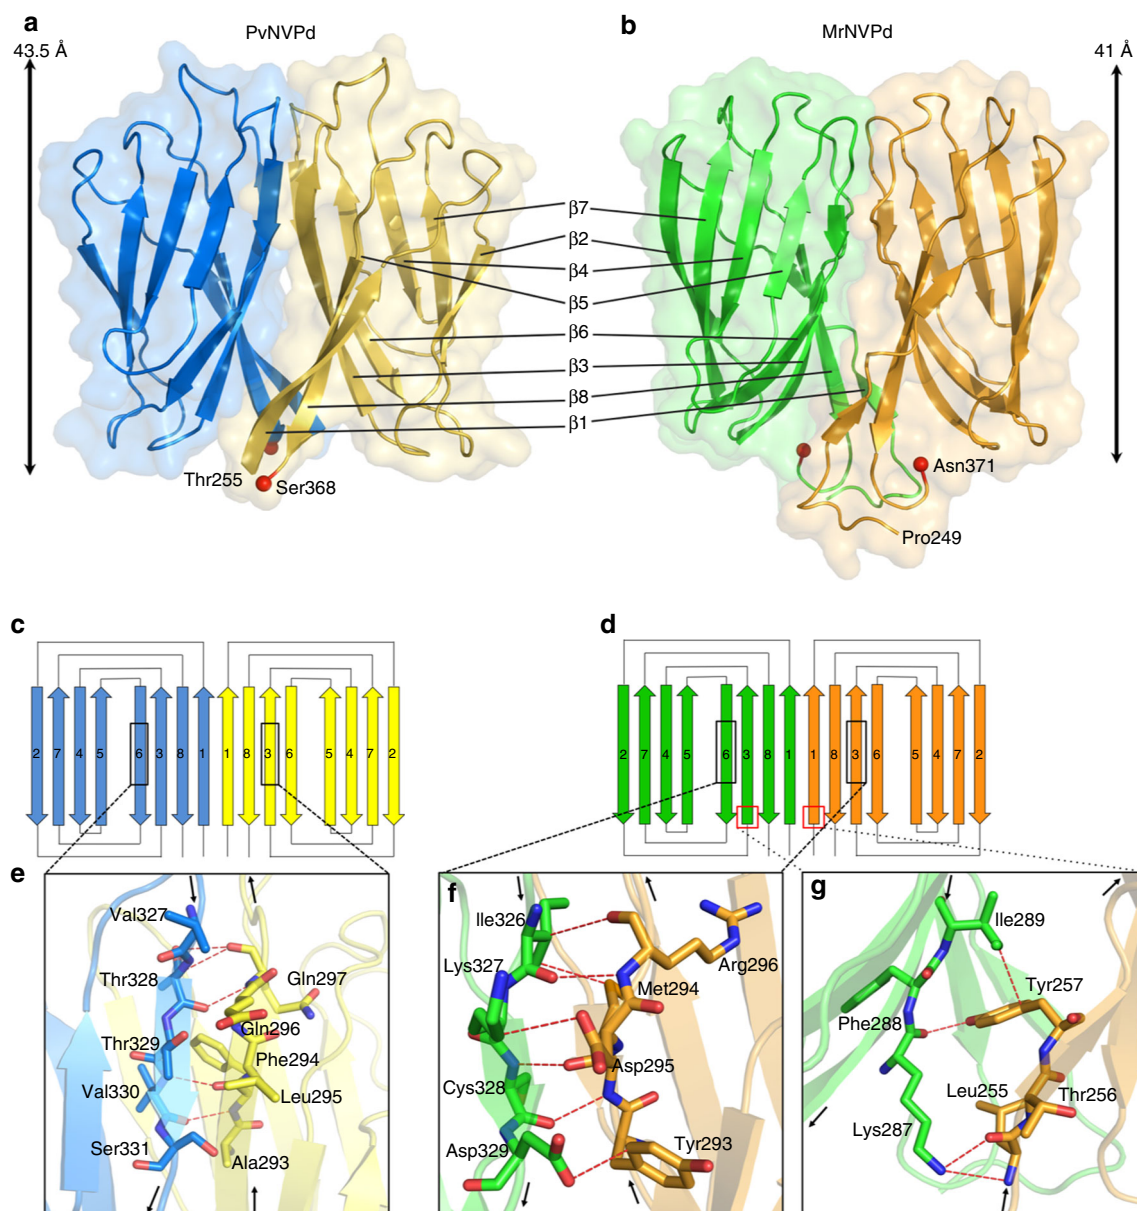 a
PvNVPd
b
MrNVPd
43.5 Å
41 Å
β7
β2
β4
β5
β6
β3
β8
β1
Thr255
Ser368
Asn371
Pro249
c
d
2 7 4 5 6 3 8 1 1 8 3 6 5 4 7 2
2 7 4 5 6 3 8 1 1 8 3 6 5 4 7 2
e
Val327
Thr328
Gln297
Gln296
Thr329
Phe294
Val330
Leu295
Ser331
Ala293
f
Ile326
Lys327
Arg296
Met294
Asp295
Cys328
Asp329
Tyr293
g
Ile289
Tyr257
Phe288
Leu255
Thr256
Lys287